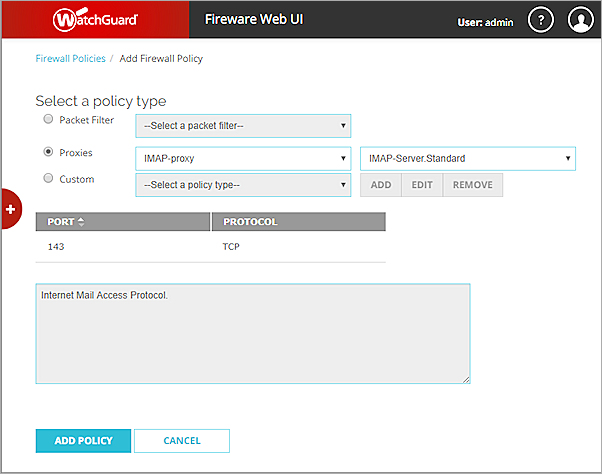 WatchGuard Fireware Web UI User: admin ?
Firewall Policies / Add Firewall Policy
Select a policy type
Packet Filter --Select a packet filter--
Proxies IMAP-proxy IMAP-Server.Standard
Custom --Select a policy type-- ADD EDIT REMOVE
+
PORT PROTOCOL
143 TCP
Internet Mail Access Protocol.
ADD POLICY CANCEL